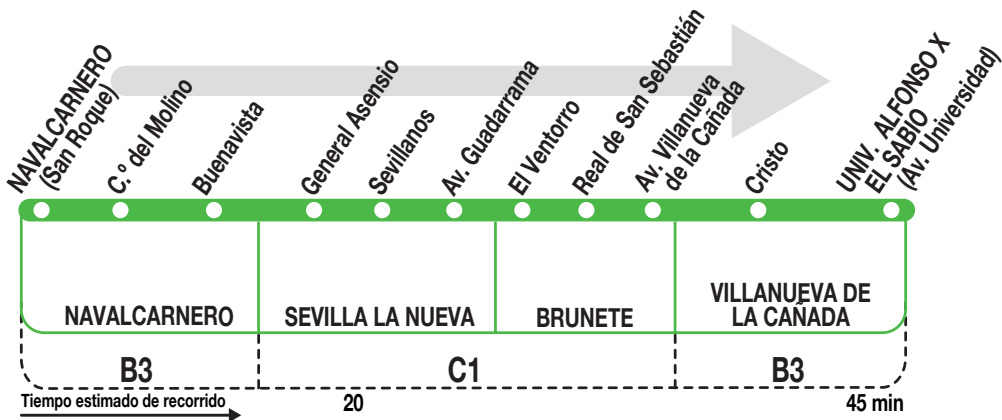 NAVALCARNERO
(San Roque)
C.º del Molino
Buenavista
General Asensio
Sevillanos
Av. Guadarrama
El Ventorro
Real de San Sebastián
Av. Villanueva
de la Cañada
Cristo
UNIV. ALFONSO X
EL SABIO
(Av. Universidad)
NAVALCARNERO
SEVILLA LA NUEVA
BRUNETE
VILLANUEVA DE
LA CAÑADA
B3
C1
B3
Tiempo estimado de recorrido
20
45 min